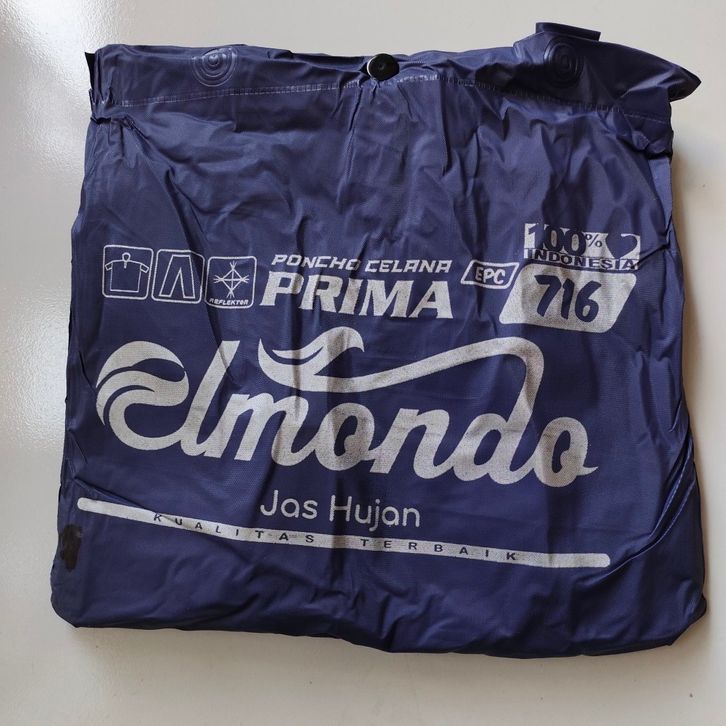 PONCHO CELANA
PRIMA
EPC
100%
INDONESIA
716
REFLEKTOR
elmondo
Jas Hujan
KUALITAS TERBAIK